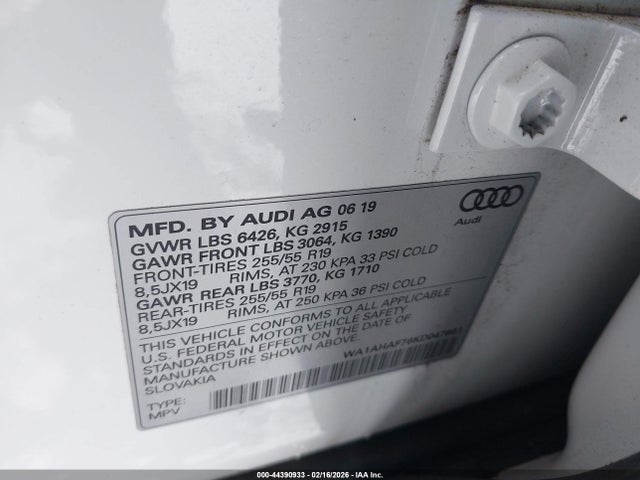 MFD. BY AUDI AG 06 19
GVWR LBS 6426, KG 2915
GAWR FRONT LBS 3064, KG 1390
FRONT-TIRES 255/55 R19
8,5JX19 RIMS, AT 230 KPA 33 PSI COLD
GAWR REAR LBS 3770, KG 1710
REAR-TIRES 255/55 R19
8,5JX19 RIMS, AT 250 KPA 36 PSI COLD
THIS VEHICLE CONFORMS TO ALL APPLICABLE
U.S. FEDERAL MOTOR VEHICLE SAFETY
STANDARDS IN EFFECT ON THE DATE OF
MANUFACTURE SHOWN ABOVE.
SLOVAKIA
TYPE:
MPV
Audi
000-44390933 - 02/16/2026 - IAA Inc.